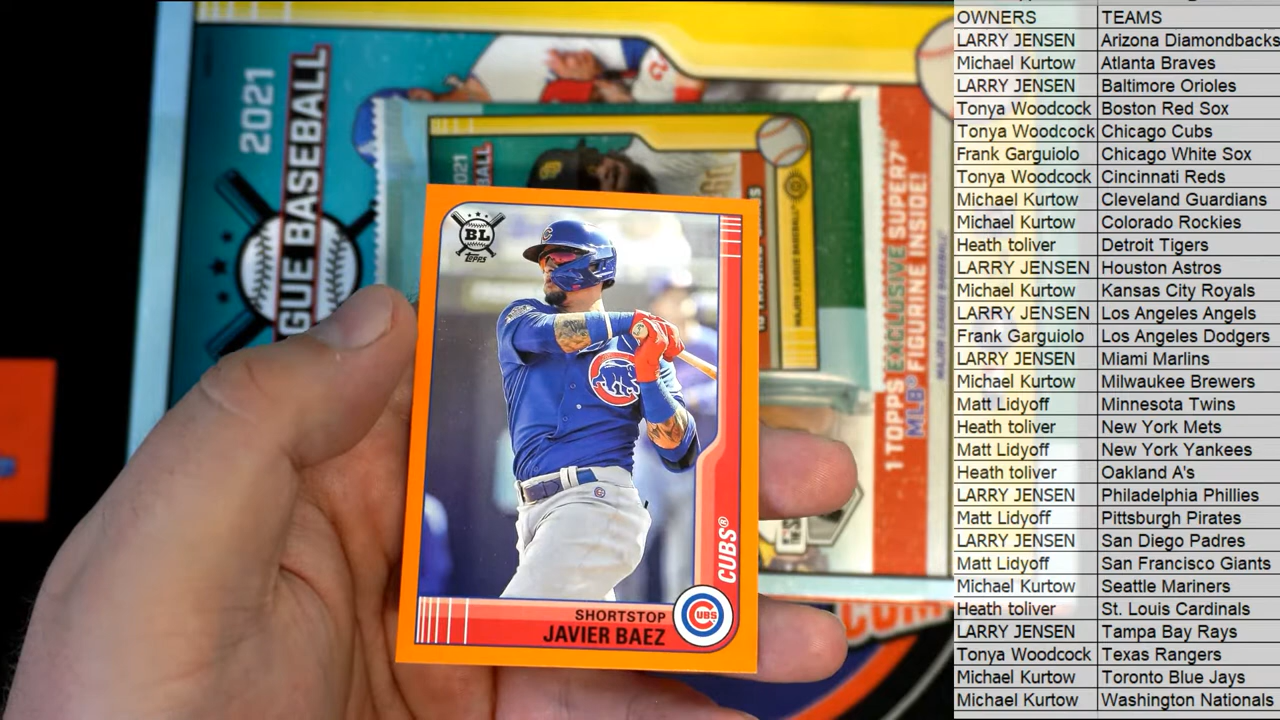 2021
GUE BASEBALL
2021
BALL
MAJOR LEAGUE BASEBALL
1 TOPPS EXCLUSIVE SUPER7®
MLB® FIGURINE INSIDE!
BL
TOPPS
C
CUBS®
SHORTSTOP
JAVIER BAEZ
CUBS
OWNERS TEAMS
LARRY JENSEN Arizona Diamondbacks
Michael Kurtow Atlanta Braves
LARRY JENSEN Baltimore Orioles
Tonya Woodcock Boston Red Sox
Tonya Woodcock Chicago Cubs
Frank Garguiolo Chicago White Sox
Tonya Woodcock Cincinnati Reds
Michael Kurtow Cleveland Guardians
Michael Kurtow Colorado Rockies
Heath toliver Detroit Tigers
LARRY JENSEN Houston Astros
Michael Kurtow Kansas City Royals
LARRY JENSEN Los Angeles Angels
Frank Garguiolo Los Angeles Dodgers
LARRY JENSEN Miami Marlins
Michael Kurtow Milwaukee Brewers
Matt Lidyoff Minnesota Twins
Heath toliver New York Mets
Matt Lidyoff New York Yankees
Heath toliver Oakland A's
LARRY JENSEN Philadelphia Phillies
Matt Lidyoff Pittsburgh Pirates
LARRY JENSEN San Diego Padres
Matt Lidyoff San Francisco Giants
Michael Kurtow Seattle Mariners
Heath toliver St. Louis Cardinals
LARRY JENSEN Tampa Bay Rays
Tonya Woodcock Texas Rangers
Michael Kurtow Toronto Blue Jays
Michael Kurtow Washington Nationals